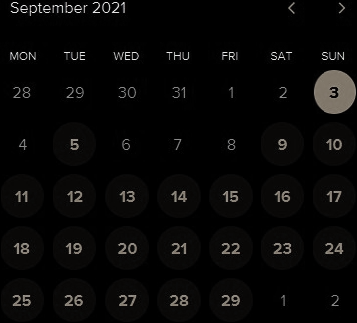 September 2021 < >
MON TUE WED THU FRI SAT SUN
28 29 30 31 1 2 3
4 5 6 7 8 9 10
11 12 13 14 15 16 17
18 19 20 21 22 23 24
25 26 27 28 29 1 2